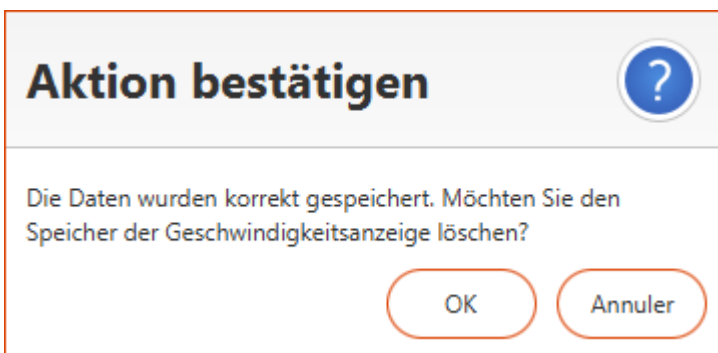 Aktion bestätigen
?
Die Daten wurden korrekt gespeichert. Möchten Sie den
Speicher der Geschwindigkeitsanzeige löschen?
OK
Annuler